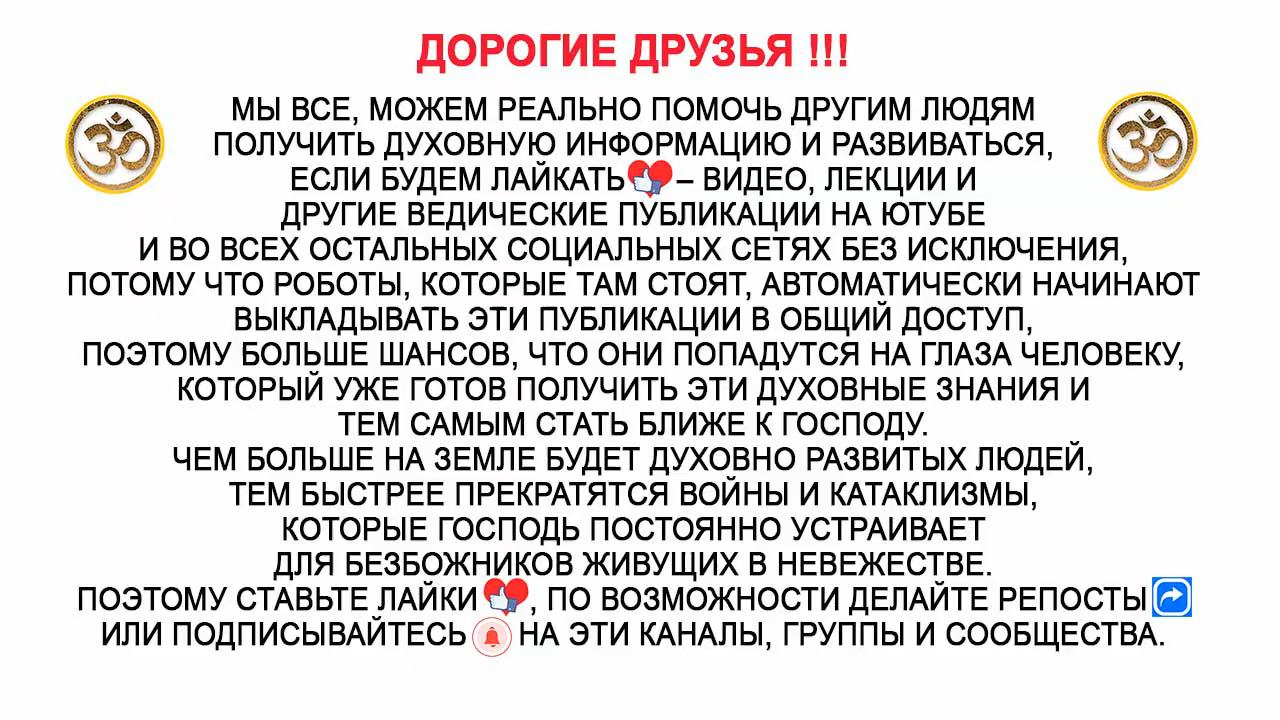 ДОРОГИЕ ДРУЗЬЯ !!!
МЫ ВСЕ, МОЖЕМ РЕАЛЬНО ПОМОЧЬ ДРУГИМ ЛЮДЯМ
ПОЛУЧИТЬ ДУХОВНУЮ ИНФОРМАЦИЮ И РАЗВИВАТЬСЯ,
ЕСЛИ БУДЕМ ЛАЙКАТЬ – ВИДЕО, ЛЕКЦИИ И
ДРУГИЕ ВЕДИЧЕСКИЕ ПУБЛИКАЦИИ НА ЮТУБЕ
И ВО ВСЕХ ОСТАЛЬНЫХ СОЦИАЛЬНЫХ СЕТЯХ БЕЗ ИСКЛЮЧЕНИЯ,
ПОТОМУ ЧТО РОБОТЫ, КОТОРЫЕ ТАМ СТОЯТ, АВТОМАТИЧЕСКИ НАЧИНАЮТ
ВЫКЛАДЫВАТЬ ЭТИ ПУБЛИКАЦИИ В ОБЩИЙ ДОСТУП,
ПОЭТОМУ БОЛЬШЕ ШАНСОВ, ЧТО ОНИ ПОПАДУТСЯ НА ГЛАЗА ЧЕЛОВЕКУ,
КОТОРЫЙ УЖЕ ГОТОВ ПОЛУЧИТЬ ЭТИ ДУХОВНЫЕ ЗНАНИЯ И
ТЕМ САМЫМ СТАТЬ БЛИЖЕ К ГОСПОДУ.
ЧЕМ БОЛЬШЕ НА ЗЕМЛЕ БУДЕТ ДУХОВНО РАЗВИТЫХ ЛЮДЕЙ,
ТЕМ БЫСТРЕЕ ПРЕКРАТЯТСЯ ВОЙНЫ И КАТАКЛИЗМЫ,
КОТОРЫЕ ГОСПОДЬ ПОСТОЯННО УСТРАИВАЕТ
ДЛЯ БЕЗБОЖНИКОВ ЖИВУЩИХ В НЕВЕЖЕСТВЕ.
ПОЭТОМУ СТАВЬТЕ ЛАЙКИ , ПО ВОЗМОЖНОСТИ ДЕЛАЙТЕ РЕПОСТЫ
ИЛИ ПОДПИСЫВАЙТЕСЬ НА ЭТИ КАНАЛЫ, ГРУППЫ И СООБЩЕСТВА.
ॐ
ॐ